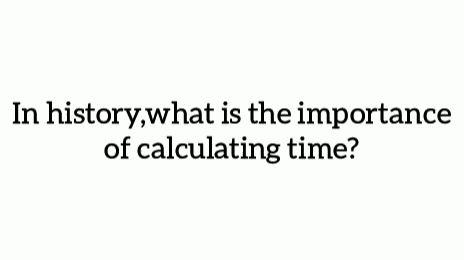 In history,what is the importance
of calculating time?